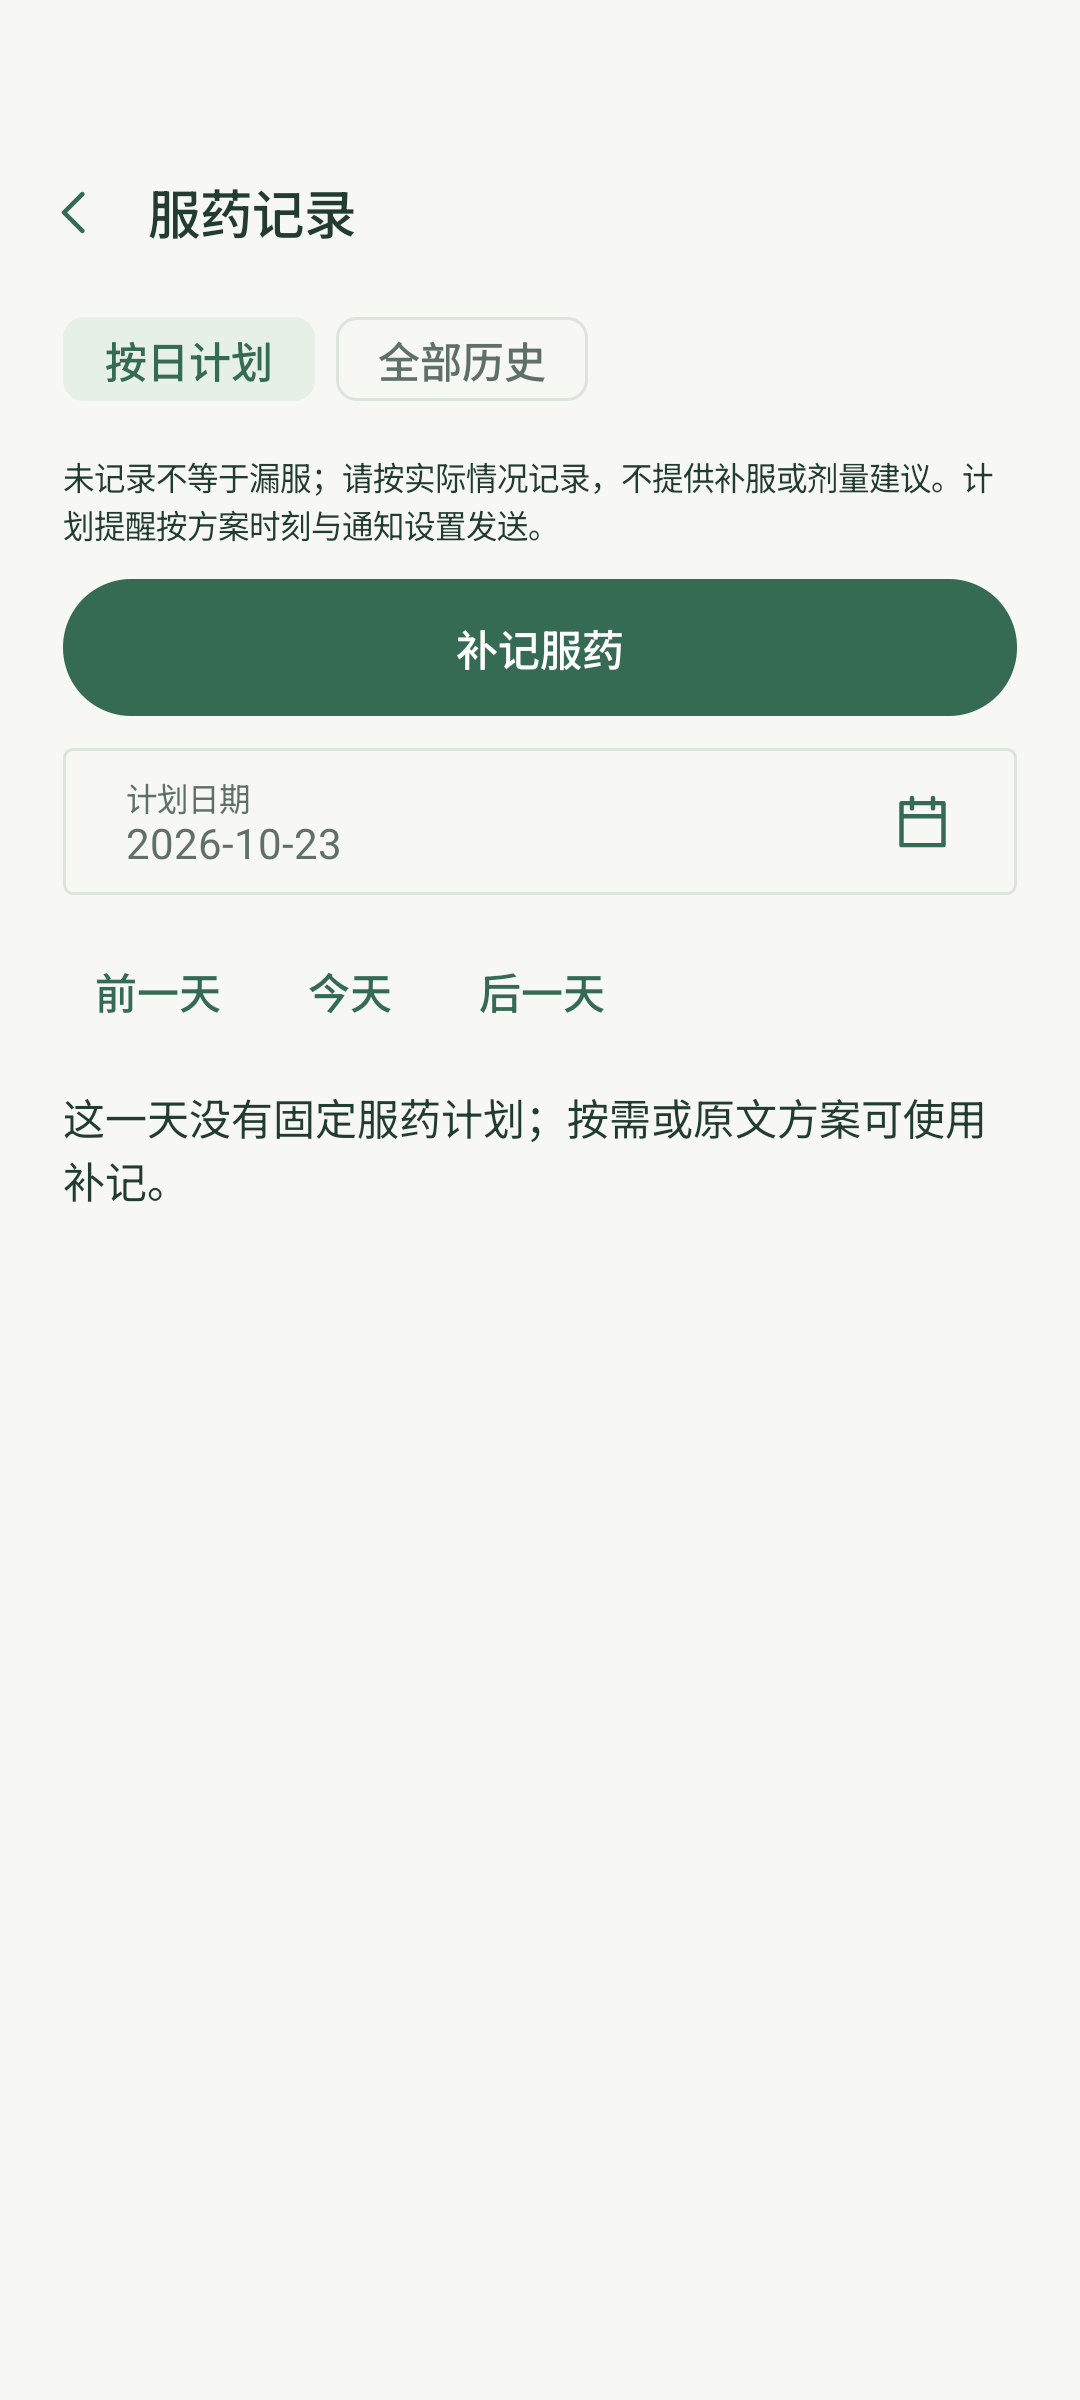 服药记录
按日计划
全部历史
未记录不等于漏服；请按实际情况记录，不提供补服或剂量建议。计
划提醒按方案时刻与通知设置发送。
补记服药
计划日期
2026-10-23
前一天
今天
后一天
这一天没有固定服药计划；按需或原文方案可使用
补记。